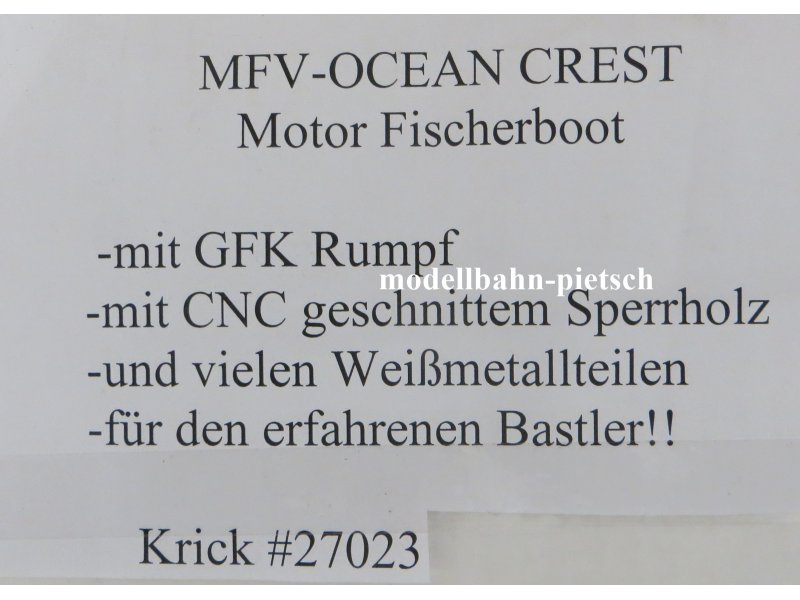 MFV-OCEAN CREST
Motor Fischerboot
-mit GFK Rumpf
modellbahn-pietsch
-mit CNC geschnittem Sperrholz
-und vielen Weißmetallteilen
-für den erfahrenen Bastler!!
Krick #27023